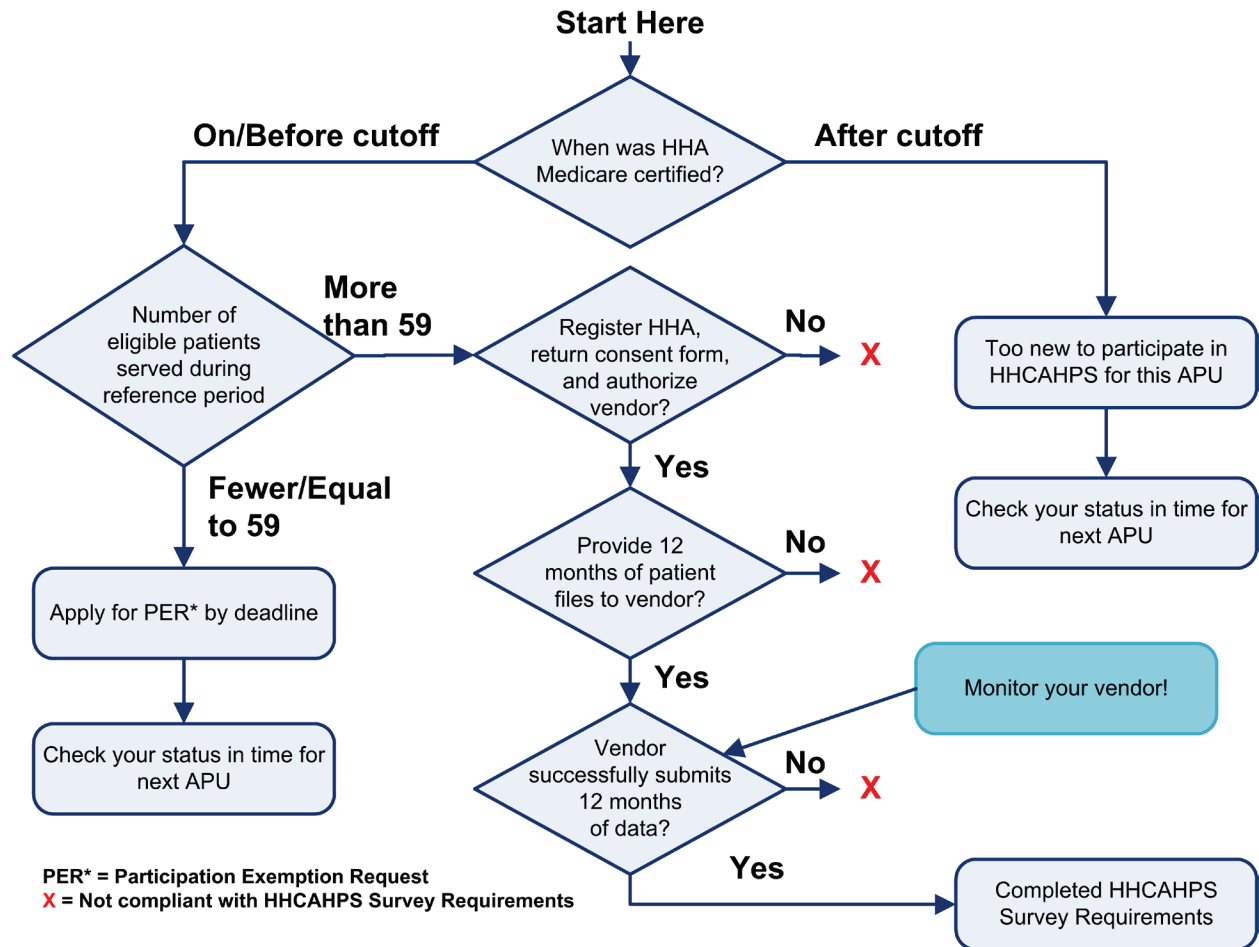 Start Here
On/Before cutoff
When was HHA
Medicare certified?
After cutoff
Number of
eligible patients
served during
reference period
More
than 59
Register HHA,
return consent form,
and authorize
vendor?
No
X
Too new to participate in
HHCAHPS for this APU
Yes
Fewer/Equal
to 59
Check your status in time for
next APU
Provide 12
months of patient
files to vendor?
No
X
Apply for PER* by deadline
Yes
Monitor your vendor!
Check your status in time for
next APU
Vendor
successfully submits
12 months
of data?
No
X
Yes
Completed HHCAHPS
Survey Requirements
PER* = Participation Exemption Request
X = Not compliant with HHCAHPS Survey Requirements